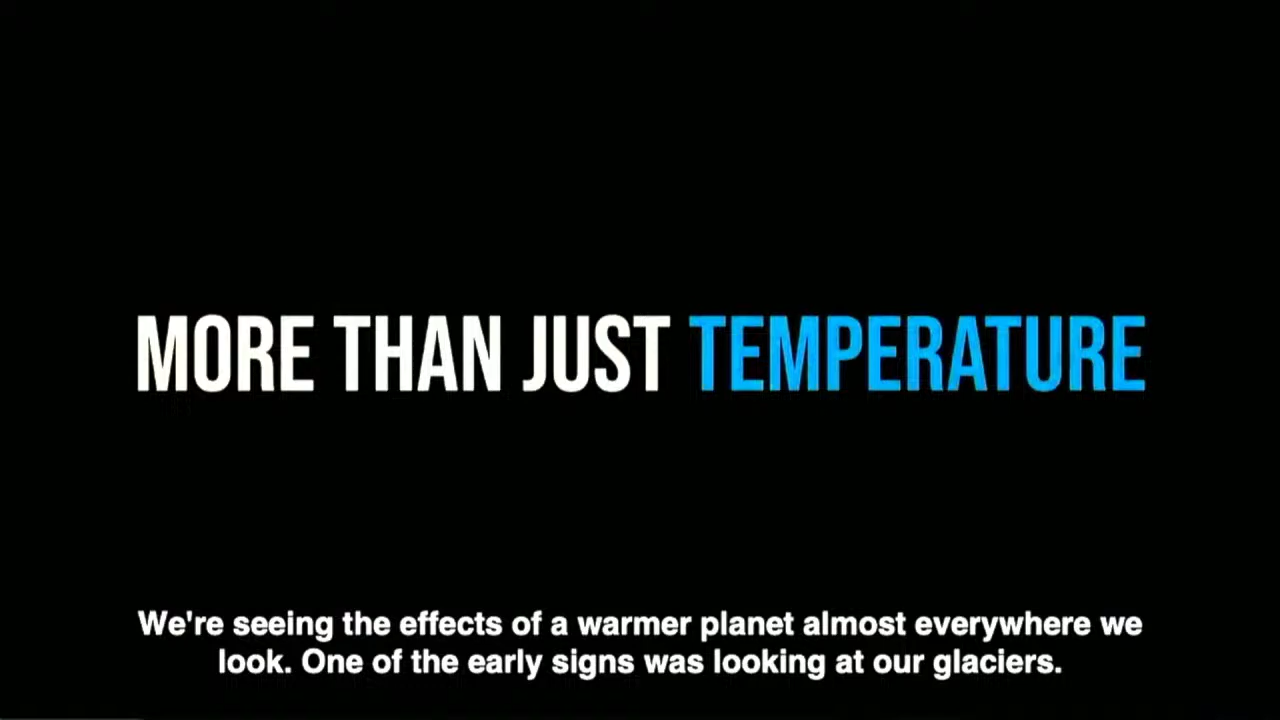 MORE THAN JUST TEMPERATURE
We're seeing the effects of a warmer planet almost everywhere we
look. One of the early signs was looking at our glaciers.